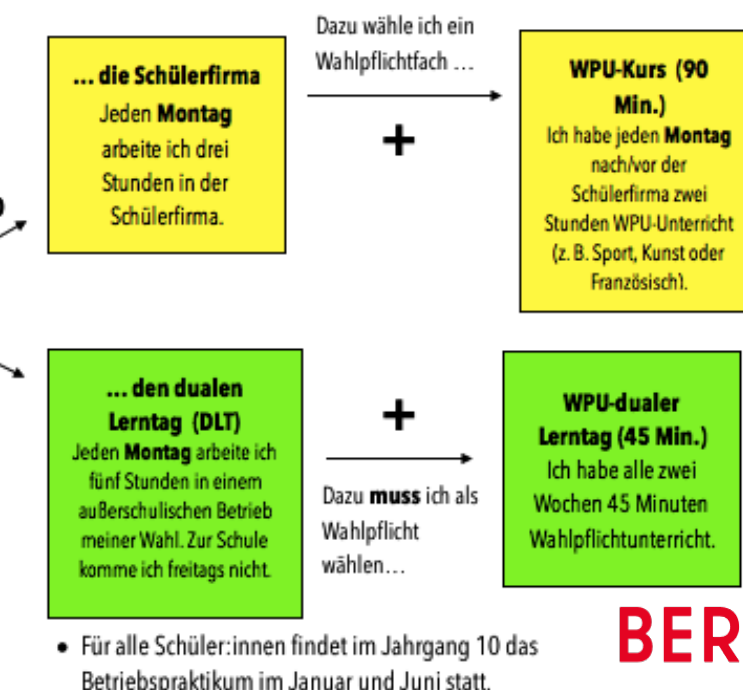 ... die Schülerfirma
Jeden Montag
arbeite ich drei
Stunden in der
Schülerfirma.
Dazu wähle ich ein
Wahlpflichtfach ...
+
WPU-Kurs (90
Min.)
Ich habe jeden Montag
nach/vor der
Schülerfirma zwei
Stunden WPU-Unterricht
(z. B. Sport, Kunst oder
Französisch).
... den dualen
Lerntag (DLT)
Jeden Montag arbeite ich
fünf Stunden in einem
außerschulischen Betrieb
meiner Wahl. Zur Schule
komme ich freitags nicht.
+
Dazu muss ich als
Wahlpflicht
wählen...
WPU-dualer
Lerntag (45 Min.)
Ich habe alle zwei
Wochen 45 Minuten
Wahlpflichtunterricht.
• Für alle Schüler:innen findet im Jahrgang 10 das
Betriebspraktikum im Januar und Juni statt.
BER